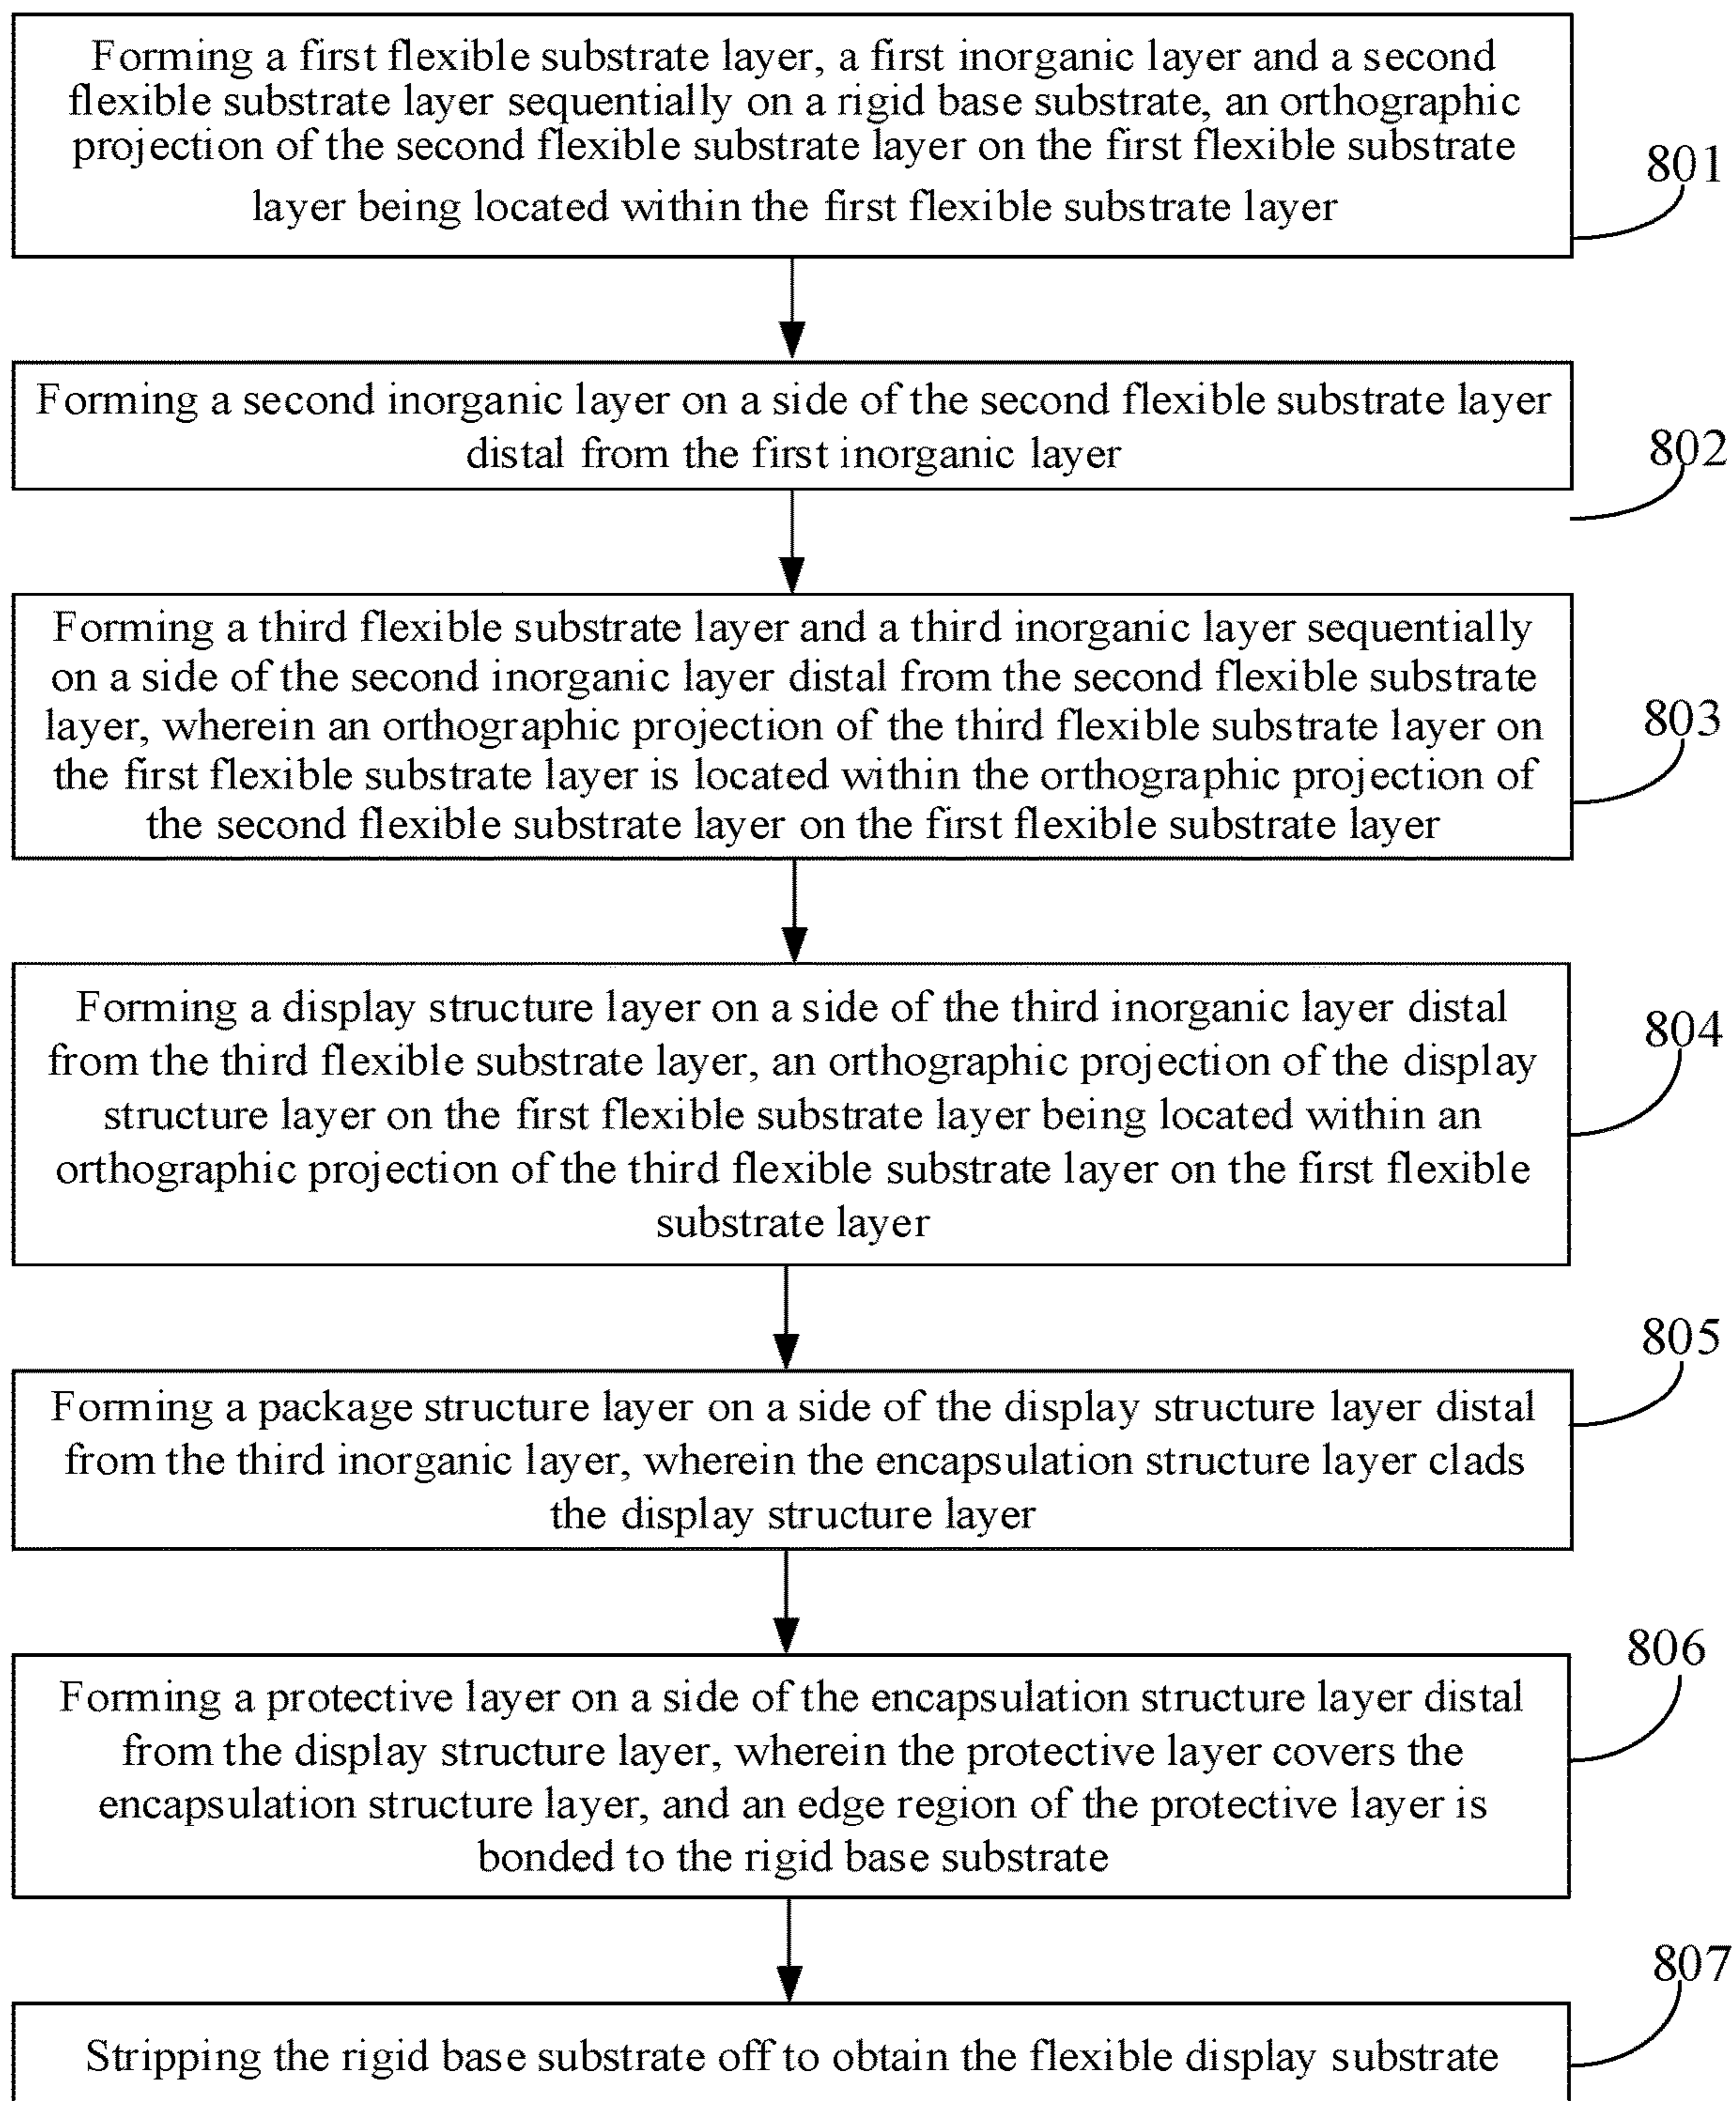 Forming a first flexible substrate layer, a first inorganic layer and a second
flexible substrate layer sequentially on a rigid base substrate, an orthographic
projection of the second flexible substrate layer on the first flexible substrate
layer being located within the first flexible substrate layer
801
Forming a second inorganic layer on a side of the second flexible substrate layer
distal from the first inorganic layer
802
Forming a third flexible substrate layer and a third inorganic layer sequentially
on a side of the second inorganic layer distal from the second flexible substrate
layer, wherein an orthographic projection of the third flexible substrate layer on
the first flexible substrate layer is located within the orthographic projection of
the second flexible substrate layer on the first flexible substrate layer
803
Forming a display structure layer on a side of the third inorganic layer distal
from the third flexible substrate layer, an orthographic projection of the display
structure layer on the first flexible substrate layer being located within an
orthographic projection of the third flexible substrate layer on the first flexible
substrate layer
804
Forming a package structure layer on a side of the display structure layer distal
from the third inorganic layer, wherein the encapsulation structure layer clads
the display structure layer
805
Forming a protective layer on a side of the encapsulation structure layer distal
from the display structure layer, wherein the protective layer covers the
encapsulation structure layer, and an edge region of the protective layer is
bonded to the rigid base substrate
806
Stripping the rigid base substrate off to obtain the flexible display substrate
807